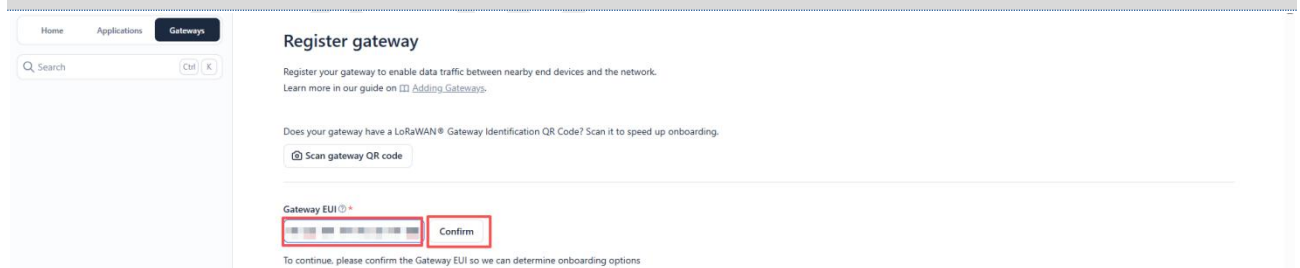 Home Applications Gateways
Search Ctrl K
Register gateway
Register your gateway to enable data traffic between nearby end devices and the network.
Learn more in our guide on Adding Gateways.
Does your gateway have a LoRaWAN® Gateway Identification QR Code? Scan it to speed up onboarding.
Scan gateway QR code
Gateway EUI ? *
Confirm
To continue, please confirm the Gateway EUI so we can determine onboarding options